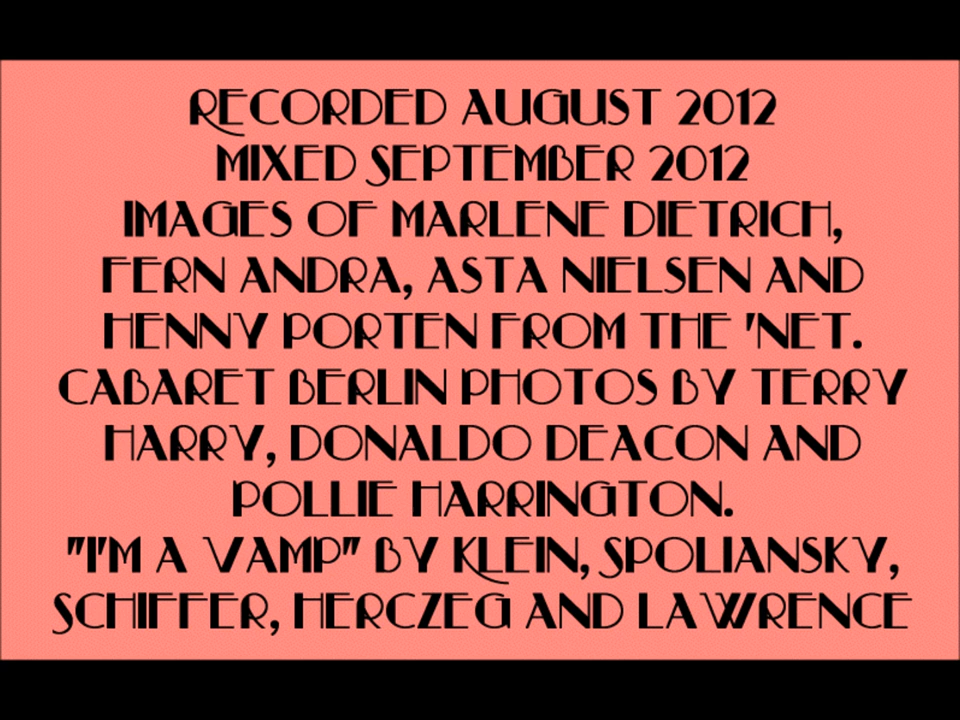 RECORDED AUGUST 2012
MIXED SEPTEMBER 2012
IMAGES OF MARLENE DIETRICH,
FERN ANDRA, ASTA NIELSEN AND
HENNY PORTEN FROM THE 'NET.
CABARET BERLIN PHOTOS BY TERRY
HARRY, DONALDO DEACON AND
POLLIE HARRINGTON.
"I'M A VAMP" BY KLEIN, SPOLIANSKY,
SCHIFFER, HERCZEG AND LAWRENCE